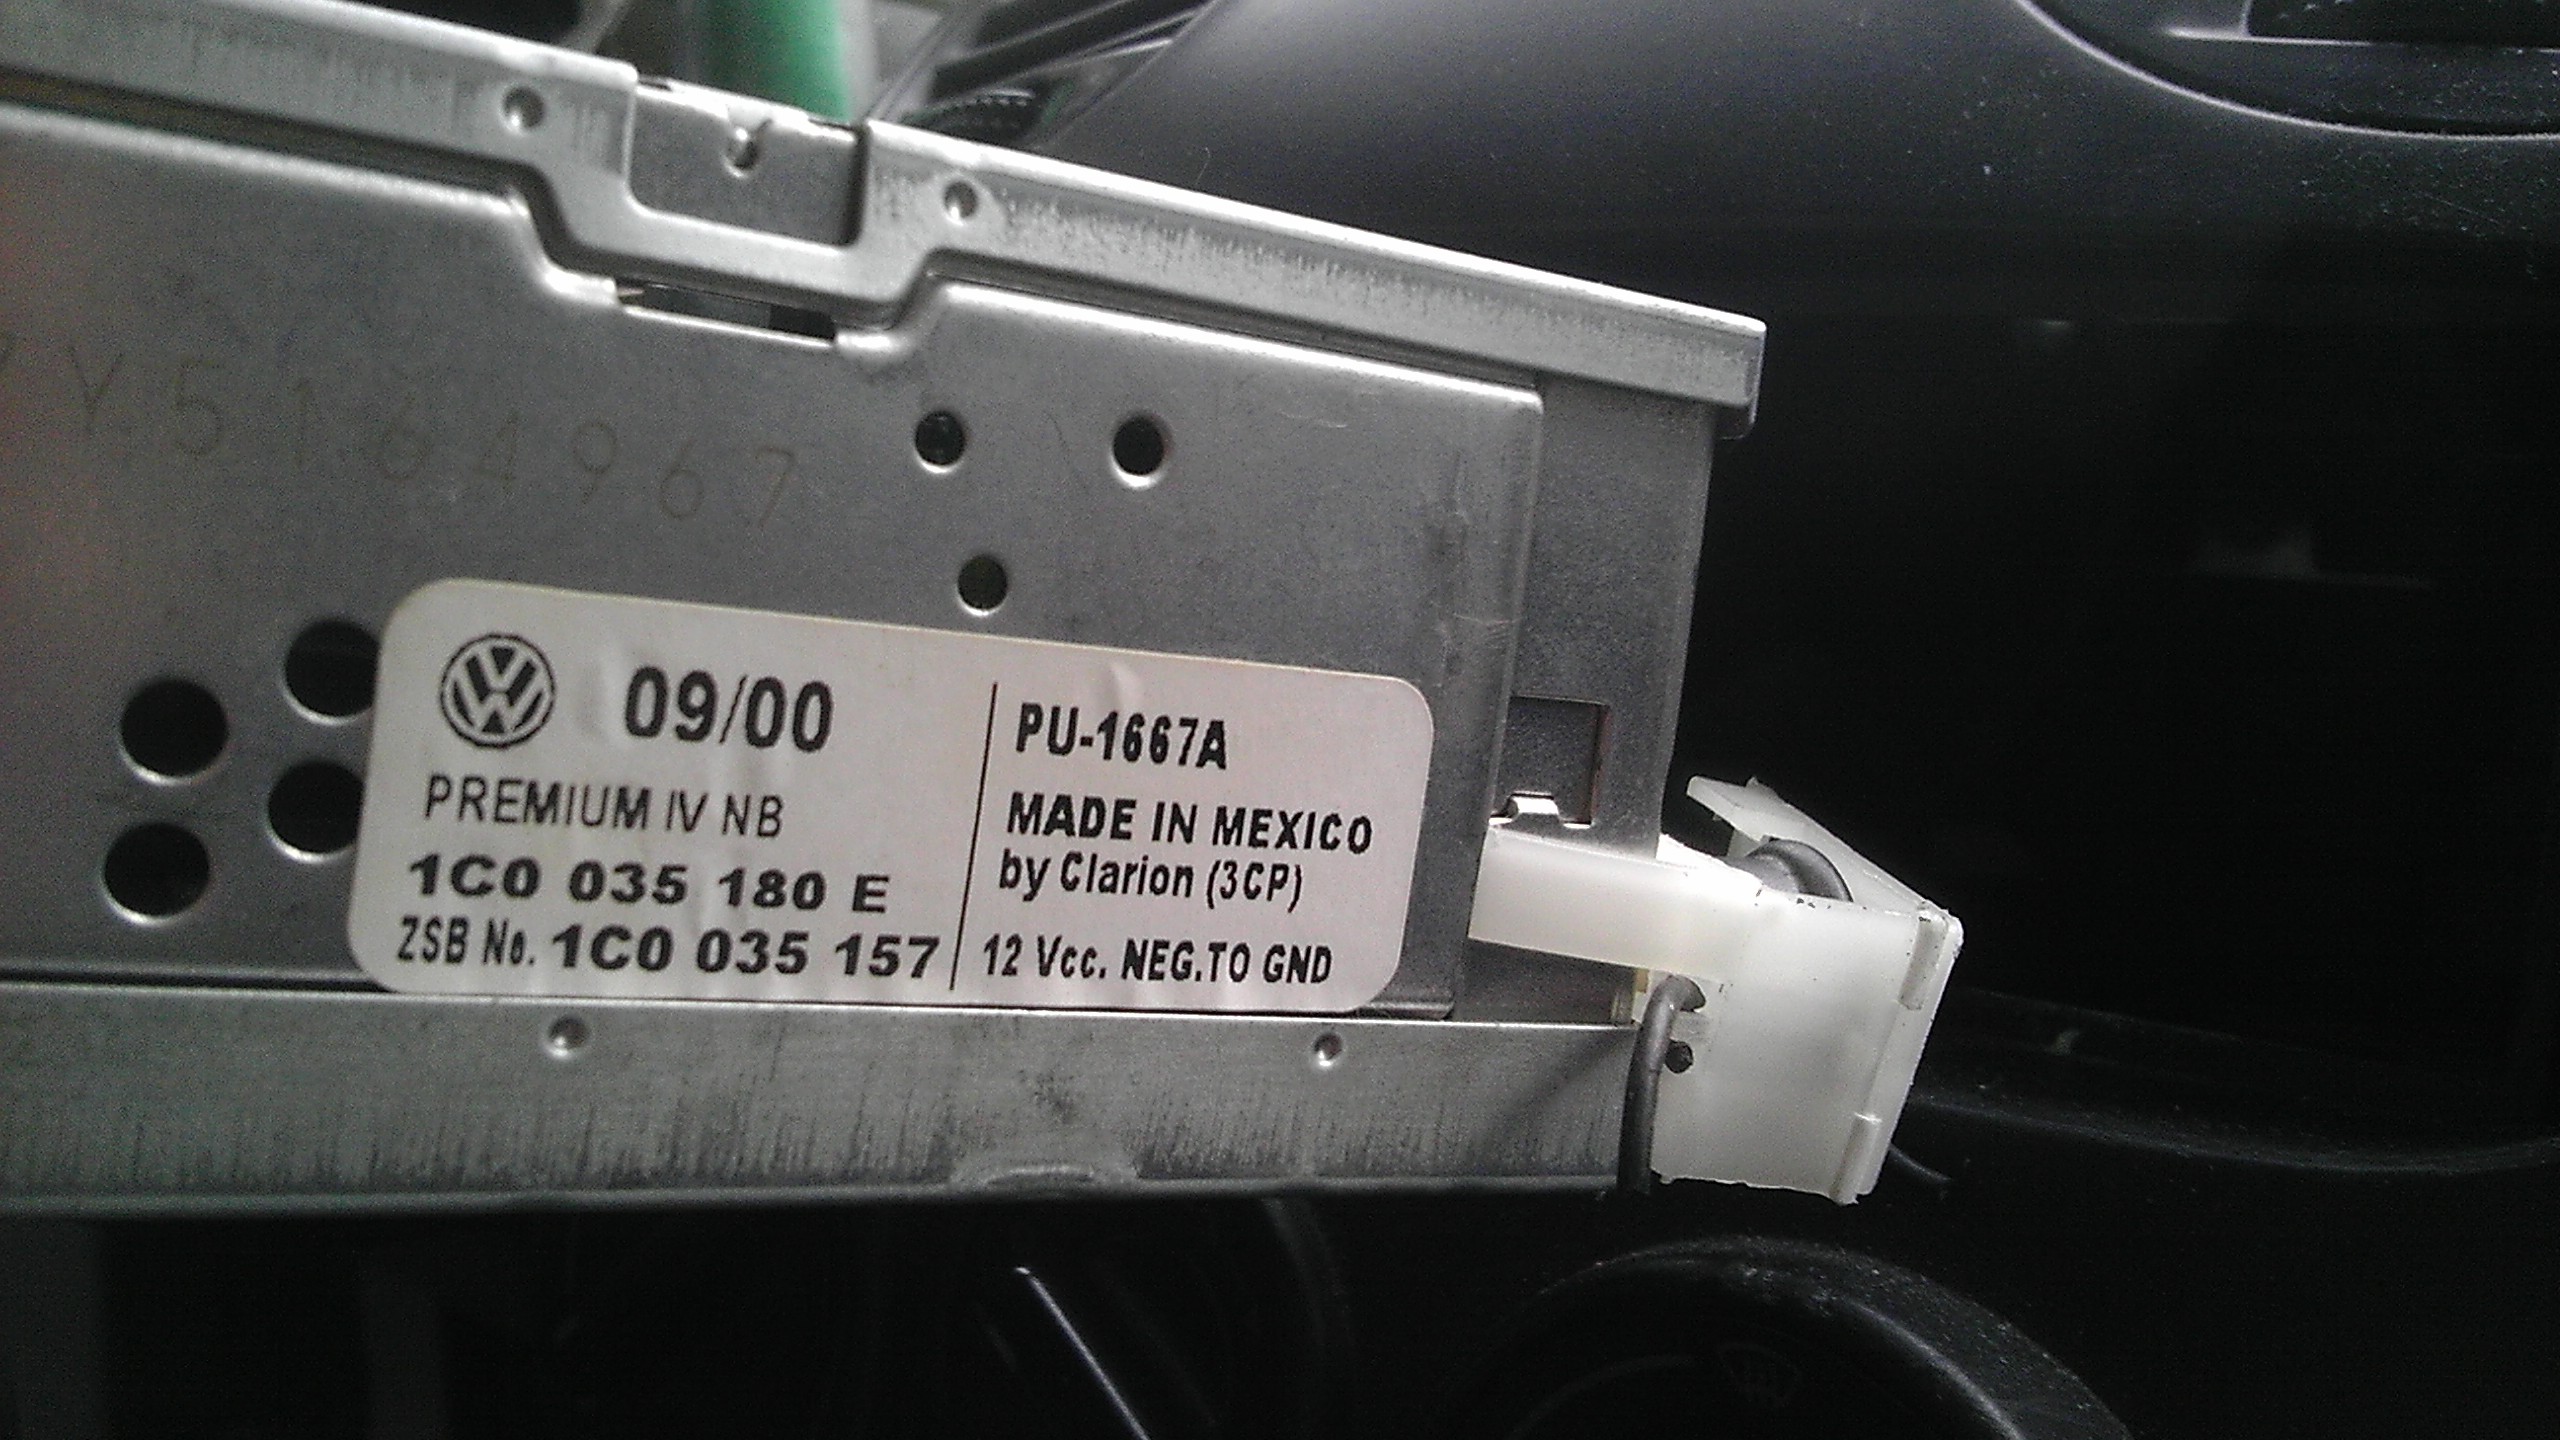 Y5164967
09/00
PREMIUM IV NB
1C0 035 180 E
ZSB No. 1C0 035 157
PU-1667A
MADE IN MEXICO
by Clarion (3CP)
12 Vcc. NEG.TO GND